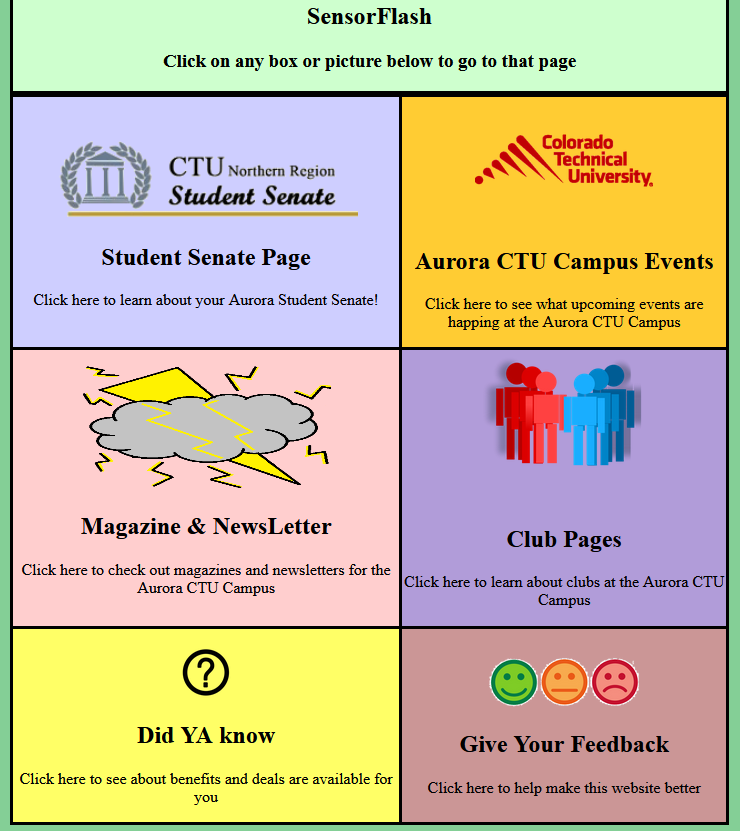 SensorFlash
Click on any box or picture below to go to that page
CTU Northern Region
Student Senate
Student Senate Page
Click here to learn about your Aurora Student Senate!
Colorado
Technical
University.
Aurora CTU Campus Events
Click here to see what upcoming events are
happing at the Aurora CTU Campus
Magazine & NewsLetter
Click here to check out magazines and newsletters for the
Aurora CTU Campus
Club Pages
Click here to learn about clubs at the Aurora CTU
Campus
?
Did YA know
Click here to see about benefits and deals are available for
you
Give Your Feedback
Click here to help make this website better